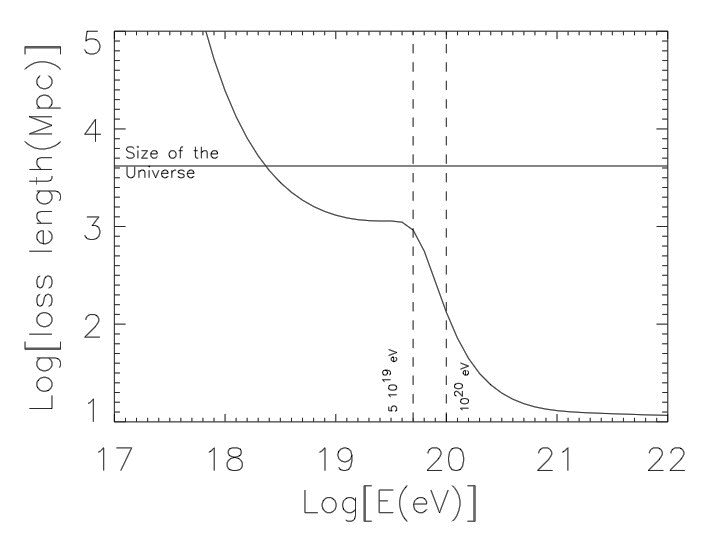 Log[loss length(Mpc)]
5
4
3
2
1
Size of the
Universe
5 10^19 eV
10^20 eV
17 18 19 20 21 22
Log[E(eV)]